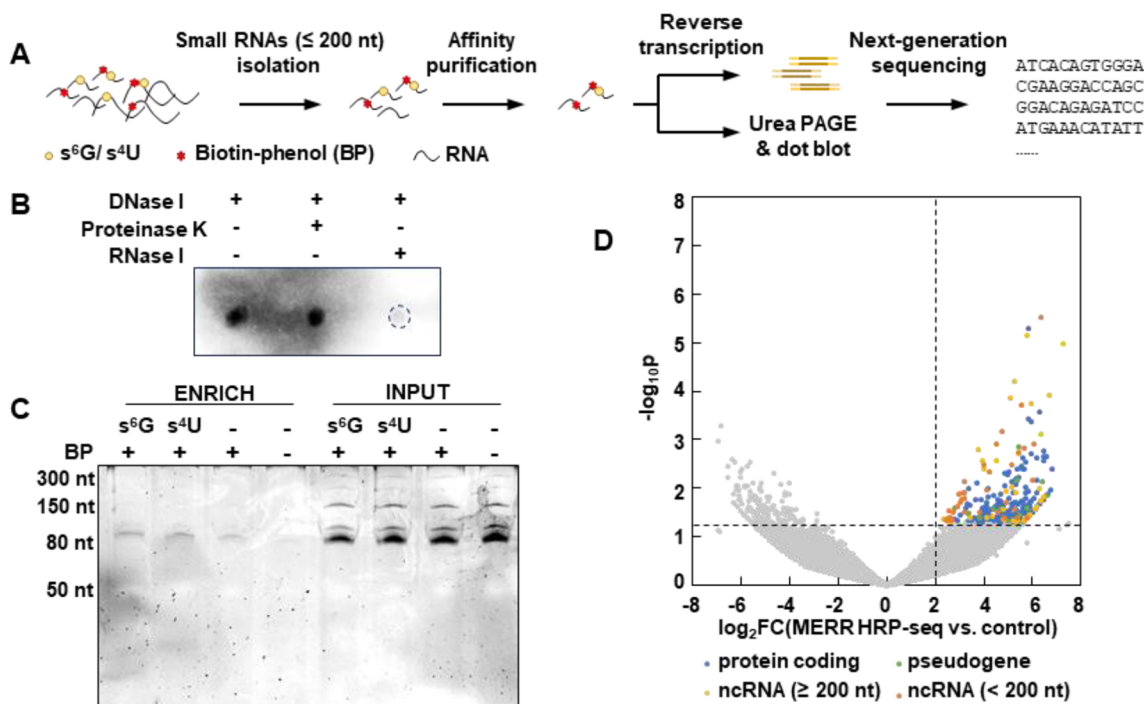 A
Small RNAs (≤ 200 nt)
isolation
Affinity
purification
Reverse
transcription
Next-generation
sequencing
ATCACAGTGGGA
CGAAGGACCAGC
GGACAGAGATCC
ATGAAACATATT
......
Urea PAGE
& dot blot
s⁶G/ s⁴U
Biotin-phenol (BP)
RNA
B
DNase I + + +
Proteinase K - + -
RNase I - - +
C
ENRICH INPUT
s⁶G s⁴U - - s⁶G s⁴U - -
BP + + + - + + + -
300 nt
150 nt
80 nt
50 nt
D
8
7
6
5
4
3
2
1
0
-log₁₀p
-8 -6 -4 -2 0 2 4 6 8
log₂FC(MERR HRP-seq vs. control)
protein coding
pseudogene
ncRNA (≥ 200 nt)
ncRNA (< 200 nt)